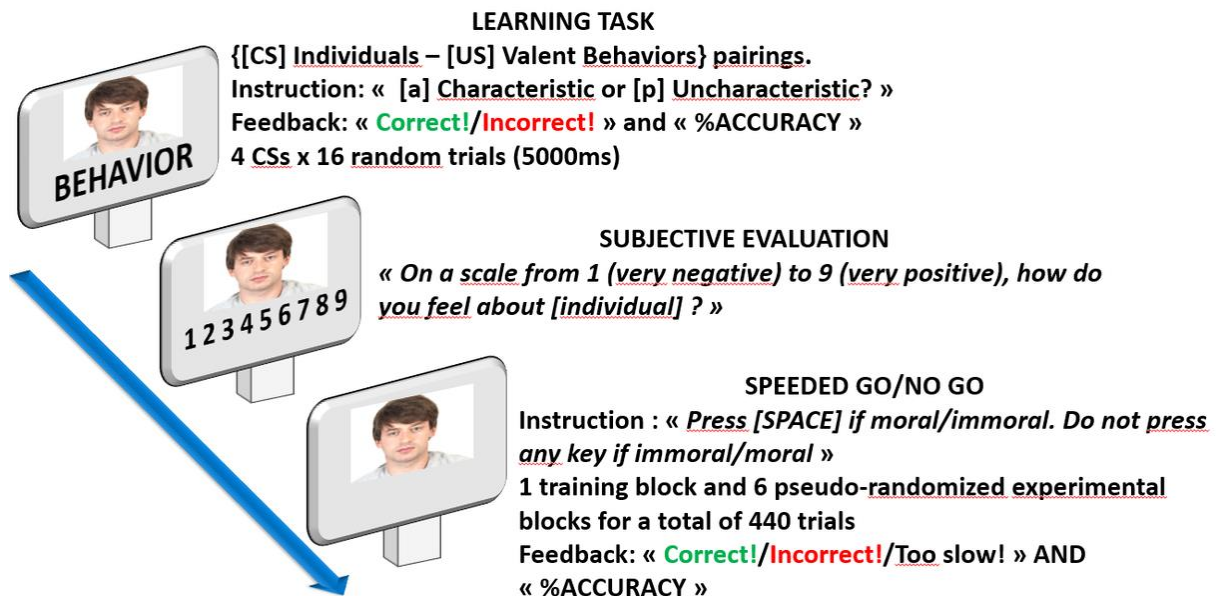 LEARNING TASK
{[CS] Individuals – [US] Valent Behaviors} pairings.
Instruction: «  [a] Characteristic or [p] Uncharacteristic? »
Feedback: « Correct!/Incorrect! » and « %ACCURACY »
4 CSs x 16 random trials (5000ms)
BEHAVIOR
SUBJECTIVE EVALUATION
« On a scale from 1 (very negative) to 9 (very positive), how do
you feel about [individual] ? »
1 2 3 4 5 6 7 8 9
SPEEDED GO/NO GO
Instruction : « Press [SPACE] if moral/immoral. Do not press
any key if immoral/moral »
1 training block and 6 pseudo-randomized experimental
blocks for a total of 440 trials
Feedback: « Correct!/Incorrect!/Too slow! » AND
« %ACCURACY »